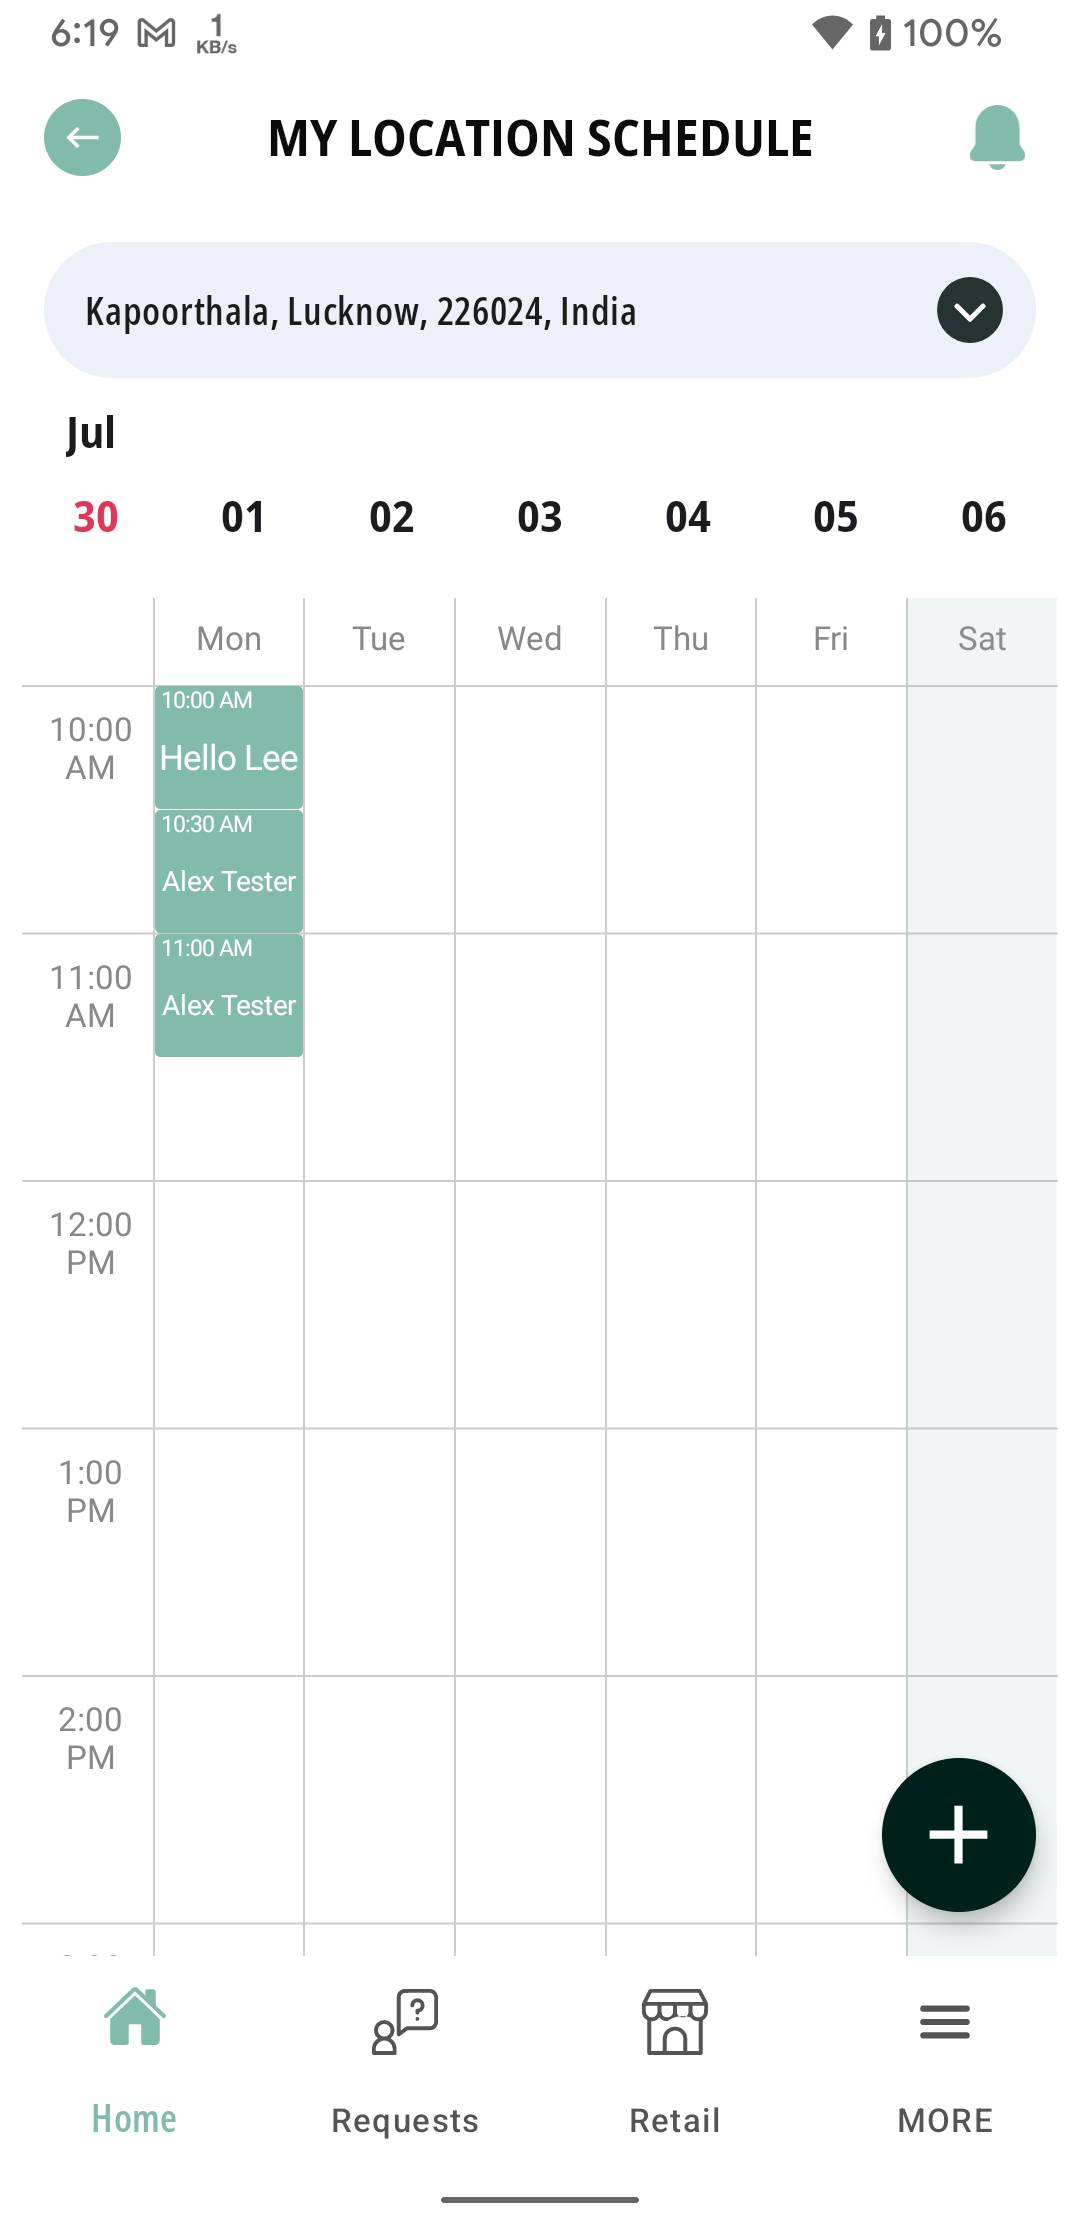 6:19 1 KB/s 100%
MY LOCATION SCHEDULE
Kapoorthala, Lucknow, 226024, India
Jul
30 01 02 03 04 05 06
Mon Tue Wed Thu Fri Sat
10:00 AM
10:00 AM
Hello Lee
10:30 AM
Alex Tester
11:00 AM
11:00 AM
Alex Tester
12:00 PM
1:00 PM
2:00 PM
Home Requests Retail MORE